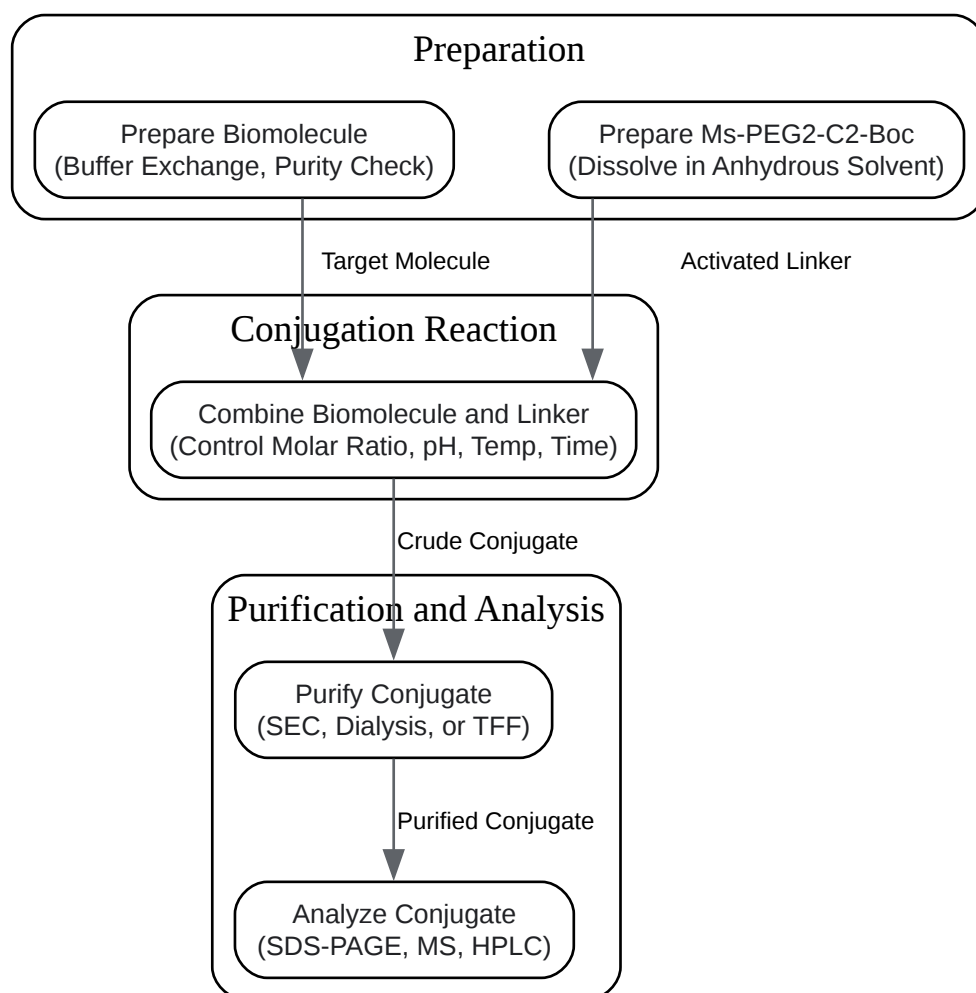 Preparation
Prepare Biomolecule
(Buffer Exchange, Purity Check)
Prepare Ms-PEG2-C2-Boc
(Dissolve in Anhydrous Solvent)
Target Molecule
Activated Linker
Conjugation Reaction
Combine Biomolecule and Linker
(Control Molar Ratio, pH, Temp, Time)
Crude Conjugate
Purification and Analysis
Purify Conjugate
(SEC, Dialysis, or TFF)
Purified Conjugate
Analyze Conjugate
(SDS-PAGE, MS, HPLC)